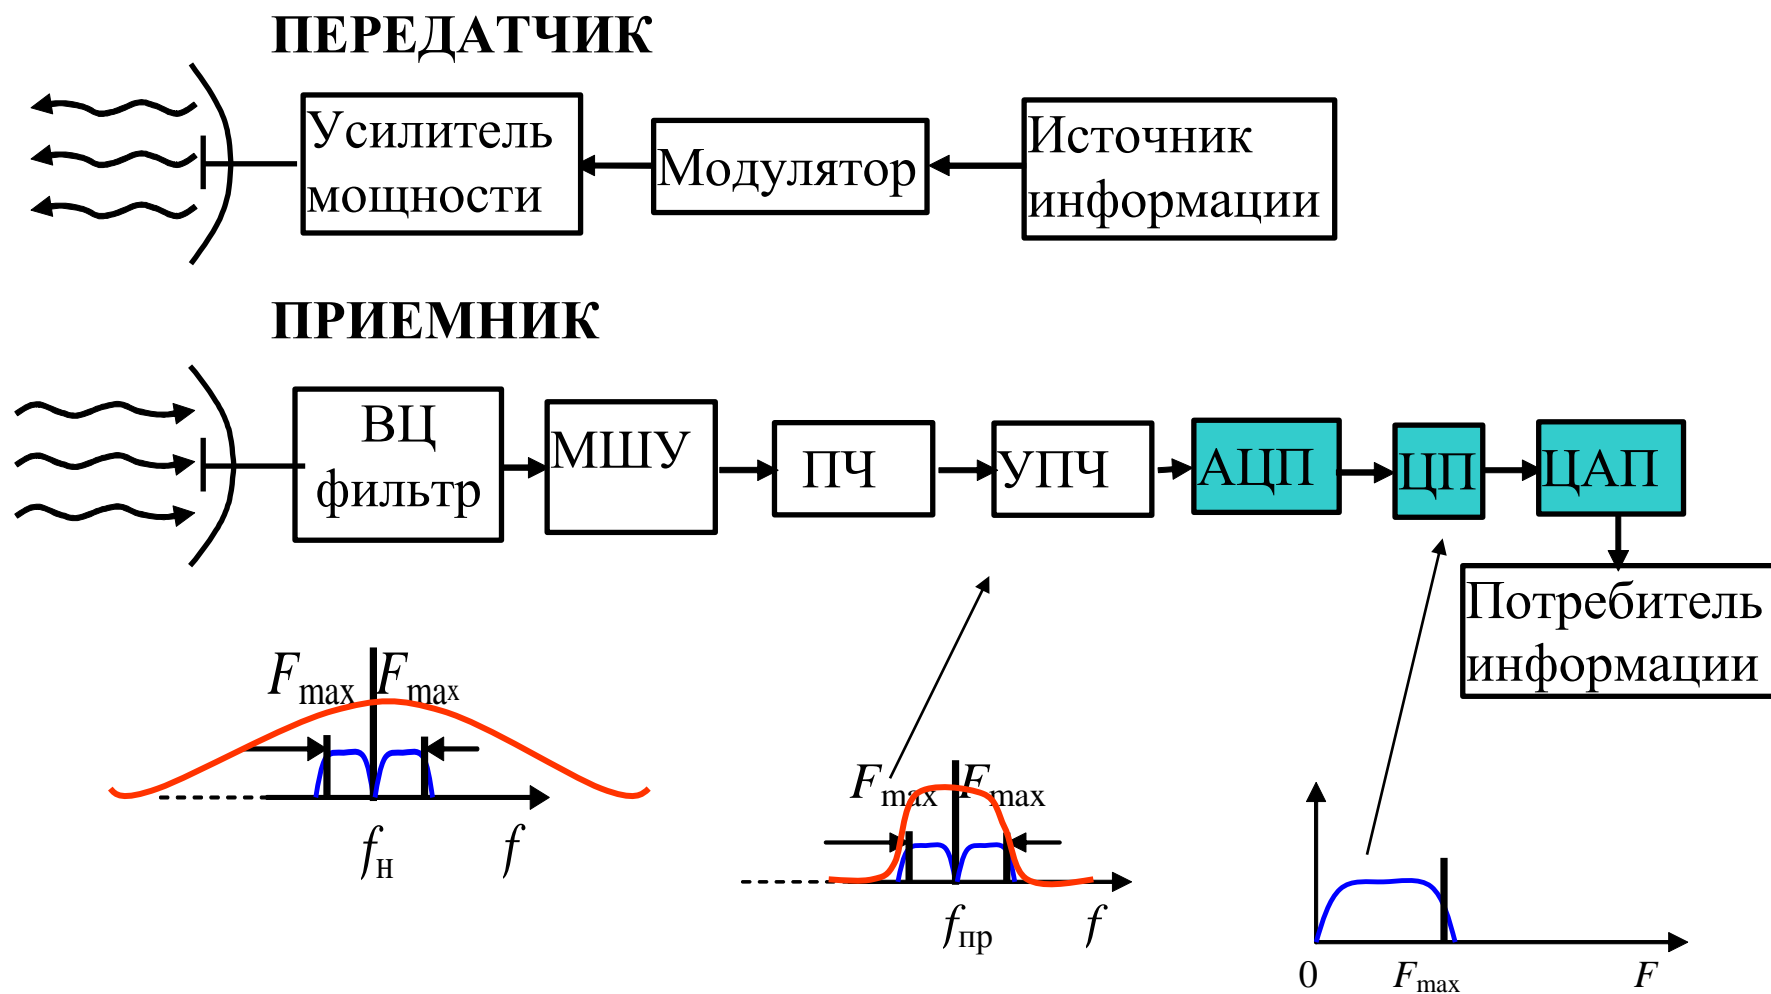 ПЕРЕДАТЧИК
Усилитель
мощности
Модулятор
Источник
информации
ПРИЕМНИК
ВЦ
фильтр
МШУ
ПЧ
УПЧ
АЦП
ЦП
ЦАП
Потребитель
информации
Fmax Fmax
fн f
Fmax Fmax
fпр f
0 Fmax F